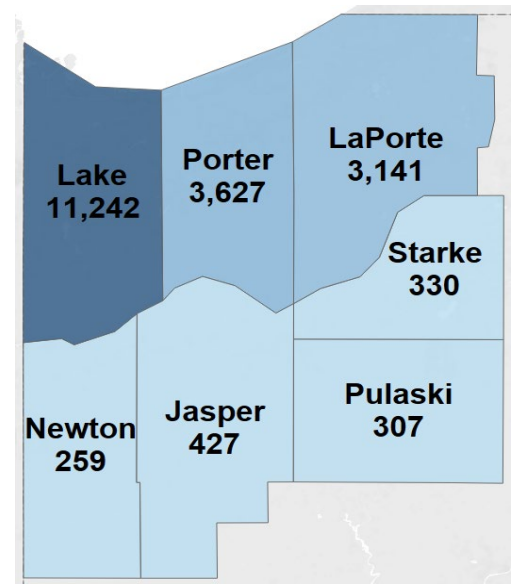 Lake
11,242
Porter
3,627
LaPorte
3,141
Starke
330
Newton
259
Jasper
427
Pulaski
307